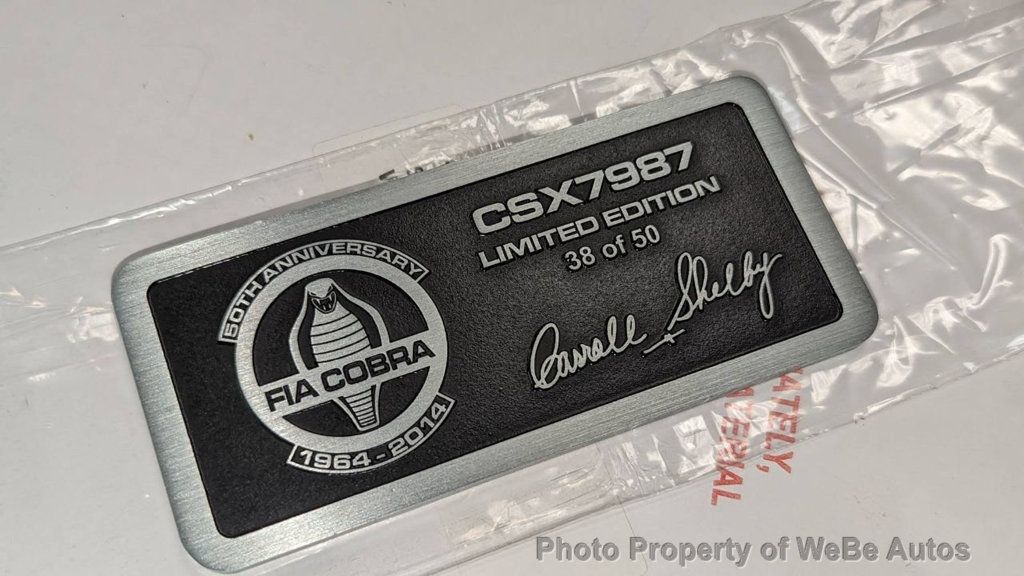 50TH ANNIVERSARY
FIA COBRA
1964-2014
CSX7987
LIMITED EDITION
38 of 50
Carroll Shelby
Photo Property of WeBe Autos